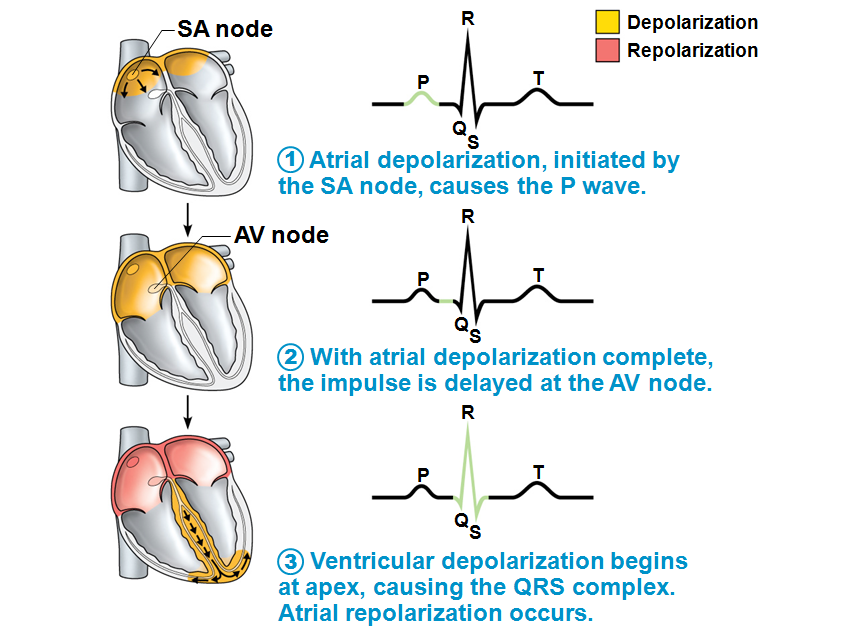 SA node
Depolarization
Repolarization
R
P
T
Q
S
① Atrial depolarization, initiated by
the SA node, causes the P wave.
AV node
R
P
T
Q
S
② With atrial depolarization complete,
the impulse is delayed at the AV node.
R
P
T
Q
S
③ Ventricular depolarization begins
at apex, causing the QRS complex.
Atrial repolarization occurs.